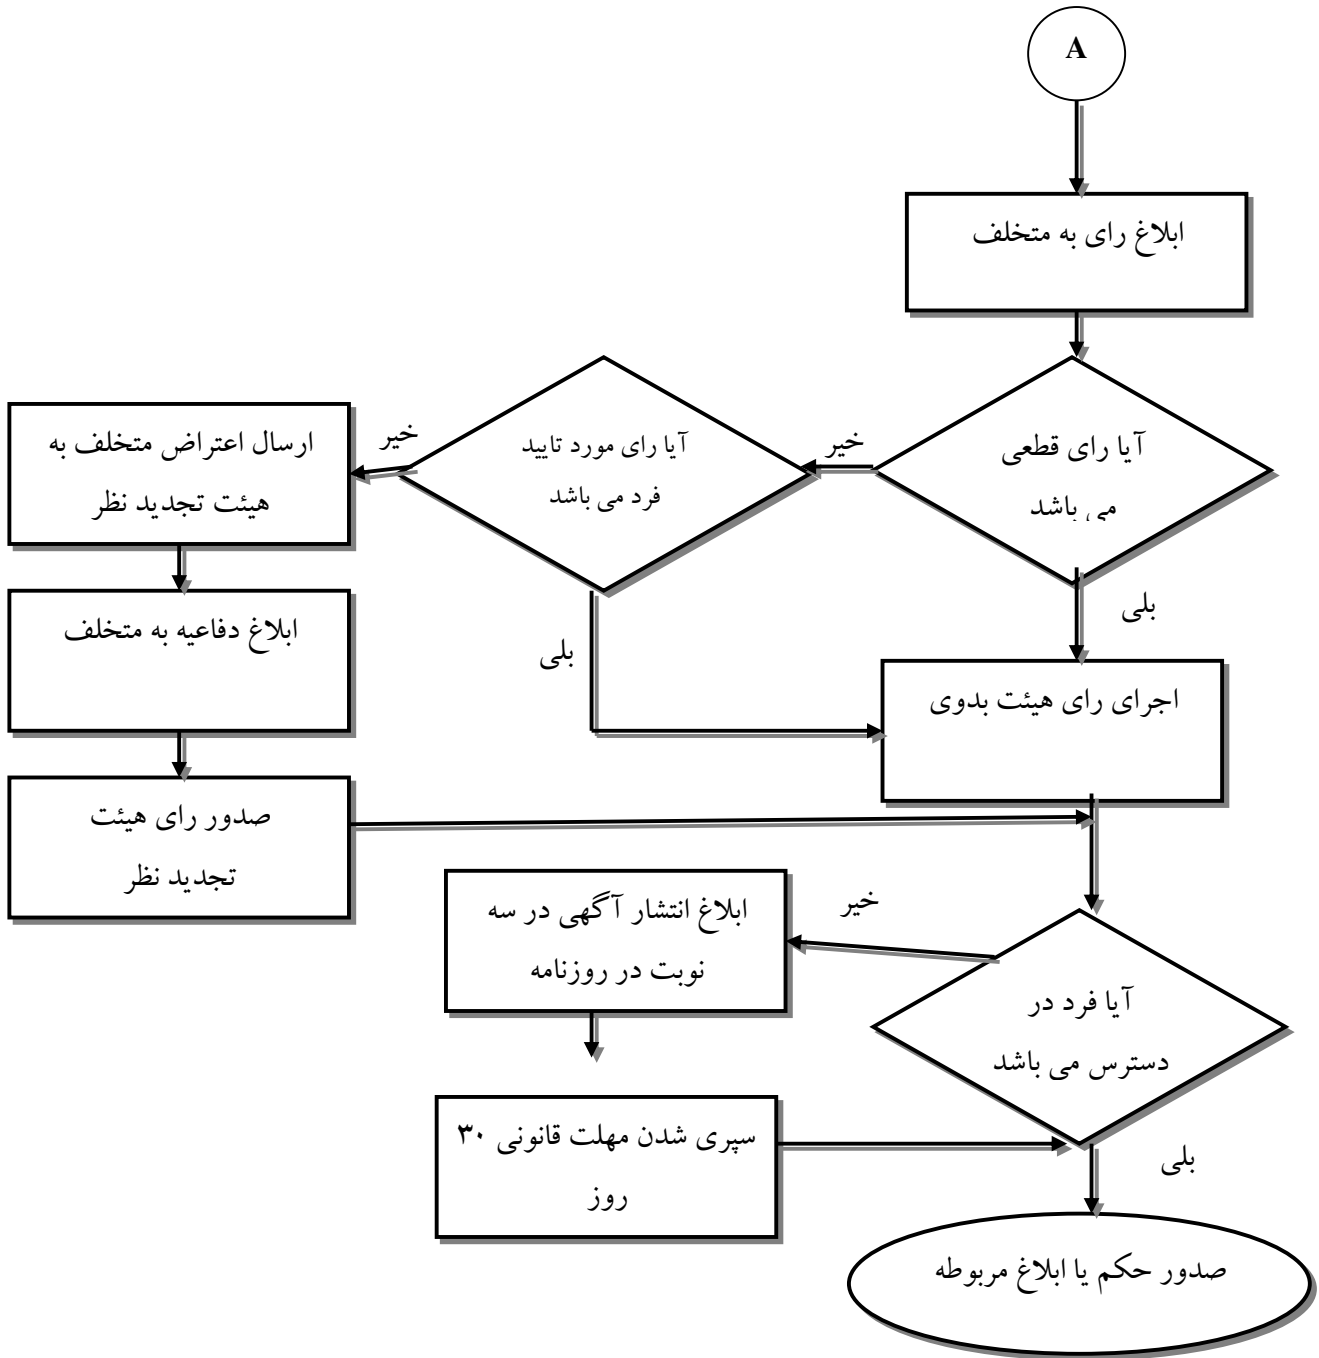 A
ابلاغ رای به متخلف
آیا رای قطعی
می باشد
خیر
آیا رای مورد تایید
فرد می باشد
خیر
ارسال اعتراض متخلف به
هیئت تجدید نظر
بلی
بلی
ابلاغ دفاعیه به متخلف
اجرای رای هیئت بدوی
صدور رای هیئت
تجدید نظر
خیر
ابلاغ انتشار آگهی در سه
نوبت در روزنامه
آیا فرد در
دسترس می باشد
سپری شدن مهلت قانونی ۳۰
روز
بلی
صدور حکم یا ابلاغ مربوطه